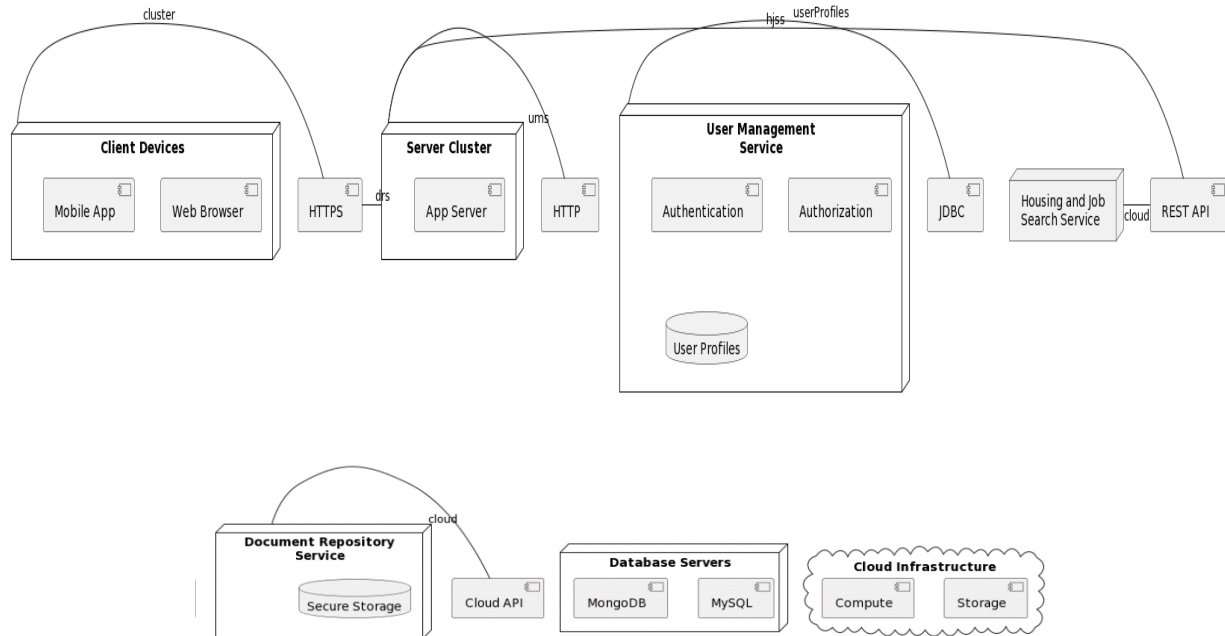 cluster
hjss
userProfiles
ums
Client Devices
Mobile App
Web Browser
HTTPS
drs
Server Cluster
App Server
HTTP
User Management
Service
Authentication
Authorization
User Profiles
JDBC
Housing and Job
Search Service
cloud
REST API
cloud
Document Repository
Service
Secure Storage
Cloud API
Database Servers
MongoDB
MySQL
Cloud Infrastructure
Compute
Storage